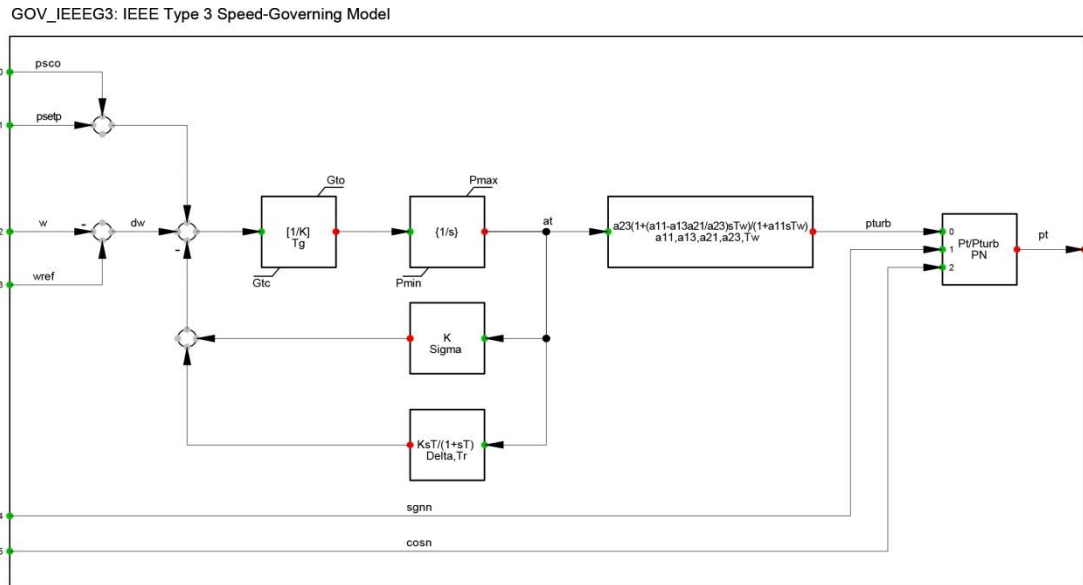 GOV_IEEEG3: IEEE Type 3 Speed-Governing Model
psco
psetp
w
-
dw
wref
-
Gto
[1/K]
Tg
Gtc
Pmax
{1/s}
Pmin
at
a23(1+(a11-a13a21/a23)sTw)/(1+a11sTw)
a11,a13,a21,a23,Tw
pturb
0
1
2
Pt/Pturb
PN
pt
K
Sigma
KsT/(1+sT)
Delta,Tr
sgnn
cosn